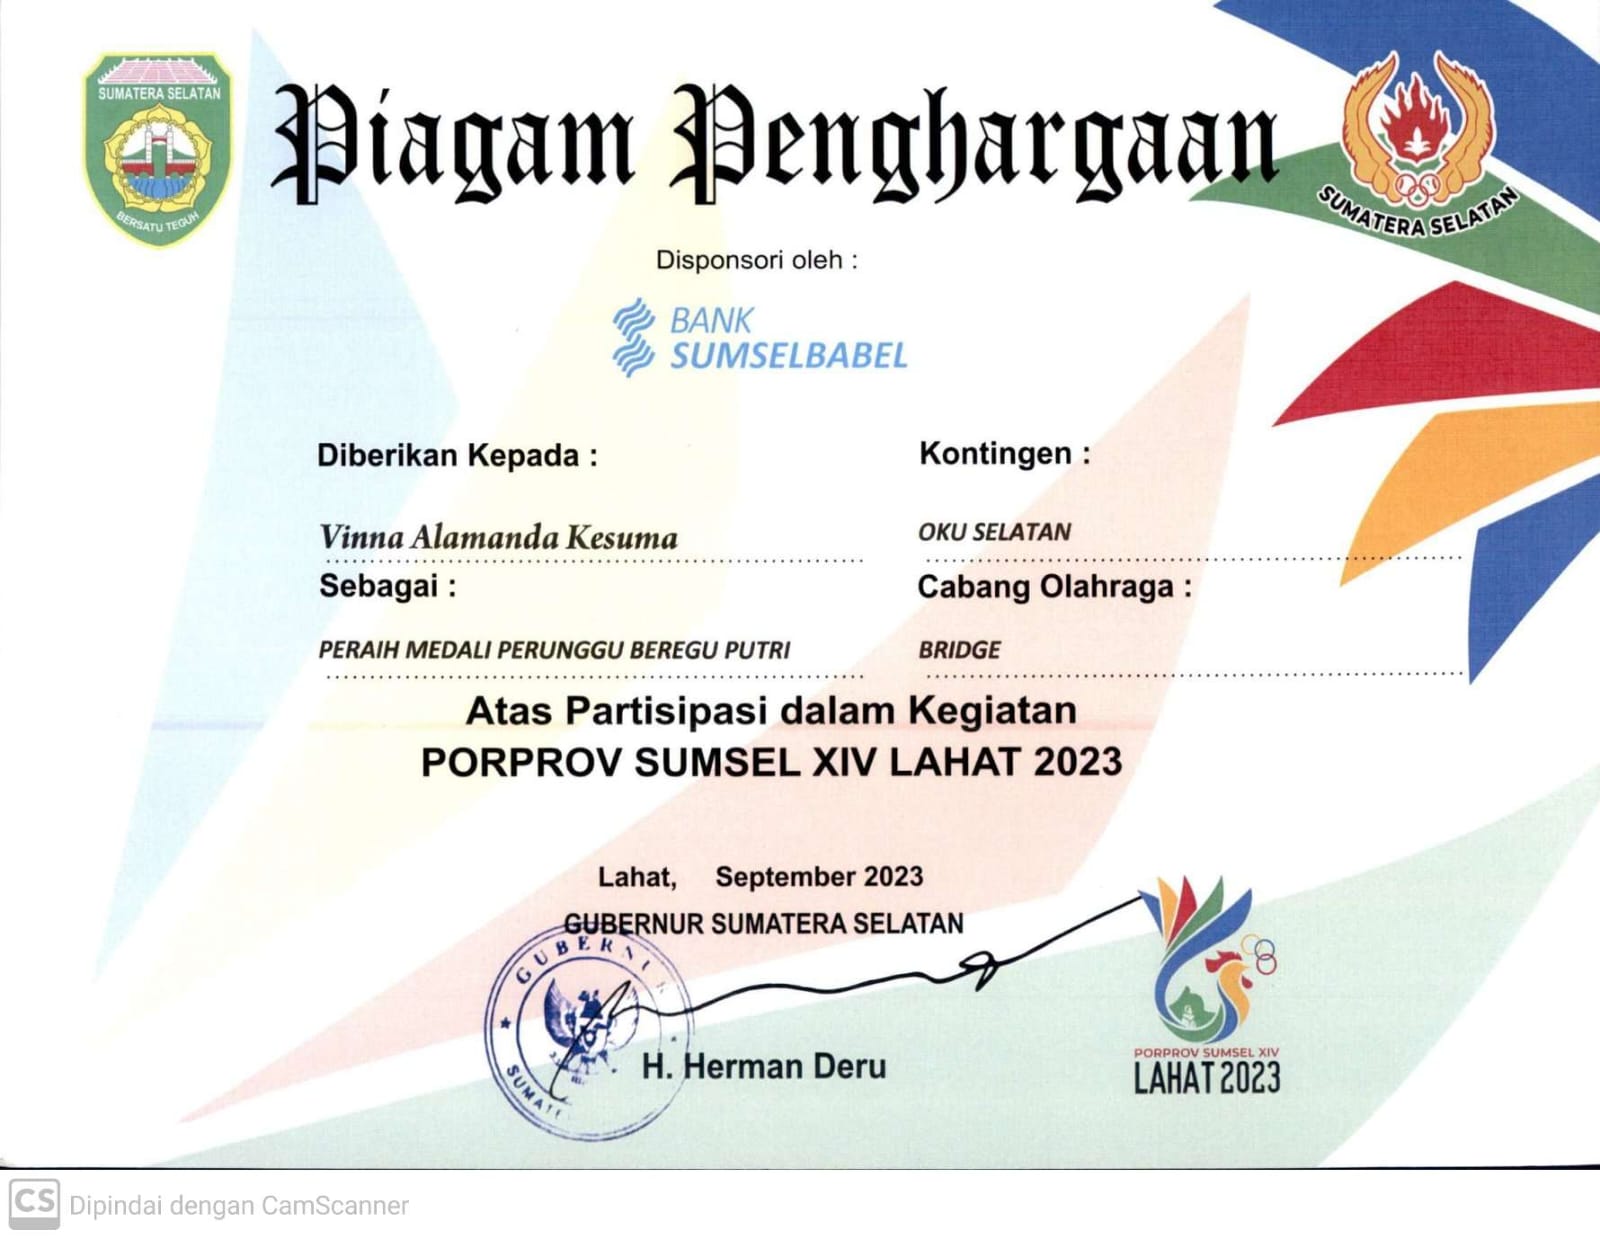 SUMATERA SELATAN
BERSATU TEGUH
Piagam Penghargaan
SUMATERA SELATAN
Disponsori oleh :
BANK
SUMSELBABEL
Diberikan Kepada :
Kontingen :
Vinna Alamanda Kesuma
OKU SELATAN
Sebagai :
Cabang Olahraga :
PERAIH MEDALI PERUNGGU BEREGU PUTRI
BRIDGE
Atas Partisipasi dalam Kegiatan
PORPROV SUMSEL XIV LAHAT 2023
Lahat, September 2023
GUBERNUR SUMATERA SELATAN
GUBERNUR
SUMATE
H. Herman Deru
PORPROV SUMSEL XIV
LAHAT 2023
CS Dipindai dengan CamScanner